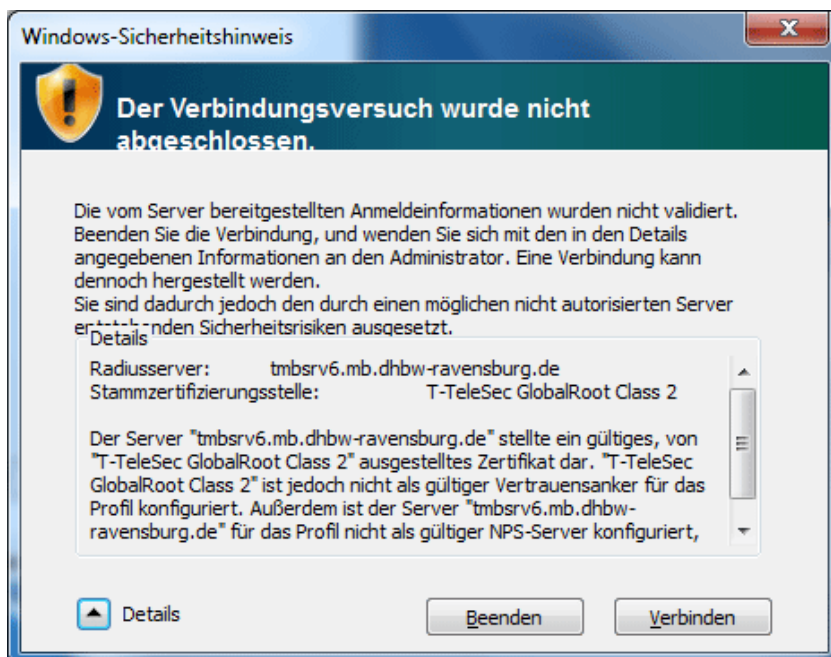 Windows-Sicherheitshinweis
Der Verbindungsversuch wurde nicht
abgeschlossen.
Die vom Server bereitgestellten Anmeldeinformationen wurden nicht validiert.
Beenden Sie die Verbindung, und wenden Sie sich mit den in den Details
angegebenen Informationen an den Administrator. Eine Verbindung kann
dennoch hergestellt werden.
Sie sind dadurch jedoch den durch einen möglichen nicht autorisierten Server
entstehenden Sicherheitsrisiken ausgesetzt.
Details
Radiusserver: tmbsrv6.mb.dhbw-ravensburg.de
Stammzertifizierungsstelle: T-TeleSec GlobalRoot Class 2
Der Server "tmbsrv6.mb.dhbw-ravensburg.de" stellte ein gültiges, von
"T-TeleSec GlobalRoot Class 2" ausgestelltes Zertifikat dar. "T-TeleSec
GlobalRoot Class 2" ist jedoch nicht als gültiger Vertrauensanker für das
Profil konfiguriert. Außerdem ist der Server "tmbsrv6.mb.dhbw-
ravensburg.de" für das Profil nicht als gültiger NPS-Server konfiguriert,
Details
Beenden
Verbinden